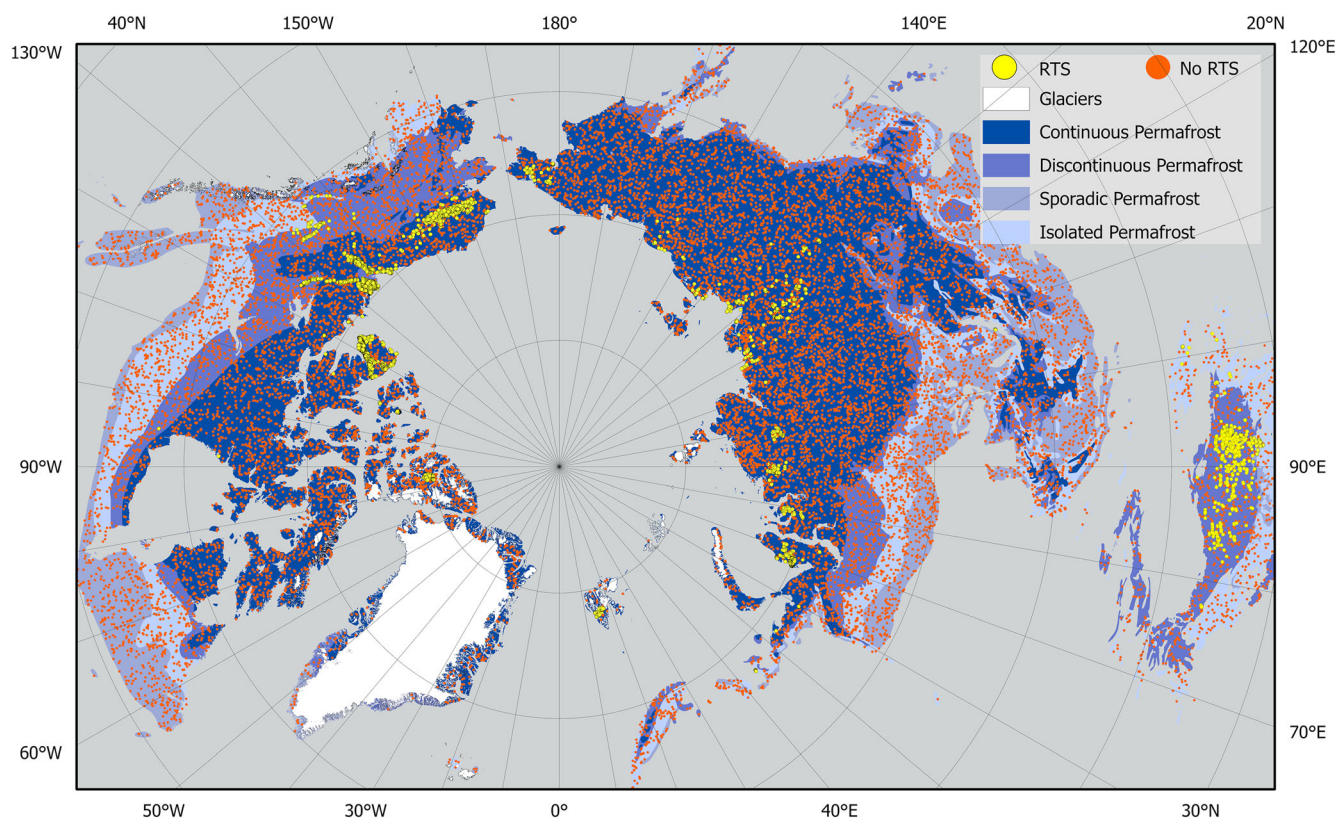 40°N 150°W 180° 140°E 20°N
130°W 120°E
RTS No RTS
Glaciers
Continuous Permafrost
Discontinuous Permafrost
Sporadic Permafrost
Isolated Permafrost
90°W 90°E
60°W 70°E
50°W 30°W 0° 40°E 30°N